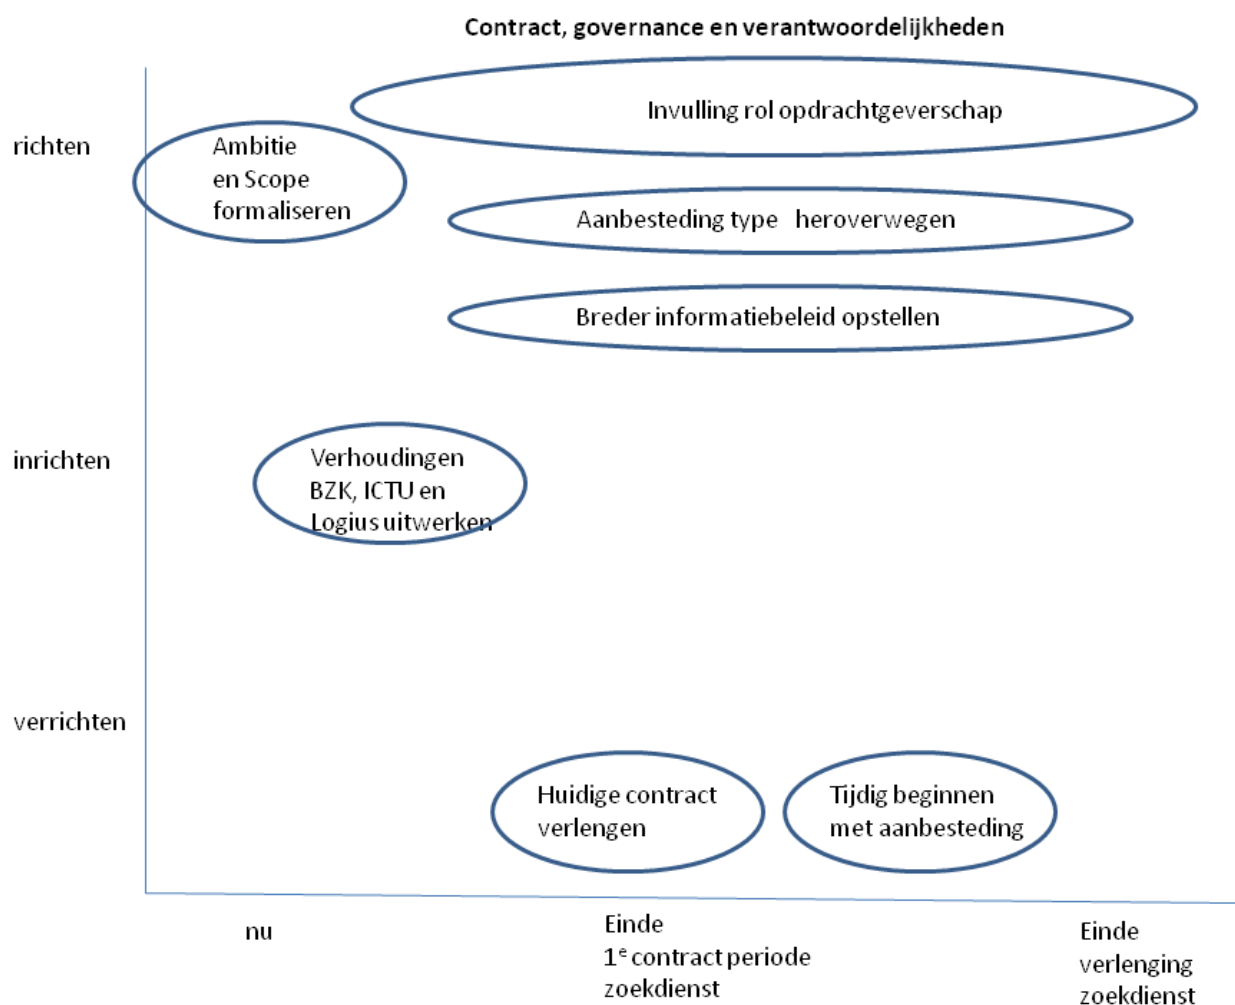 Contract, governance en verantwoordelijkheden
Invulling rol opdrachtgeverschap
richten
Ambitie
en Scope
formaliseren
Aanbesteding type heroverwegen
Breder informatiebeleid opstellen
inrichten
Verhoudingen
BZK, ICTU en
Logius uitwerken
verrichten
Huidige contract
verlengen
Tijdig beginnen
met aanbesteding
nu
Einde
1e contract periode
zoekdienst
Einde
verlenging
zoekdienst